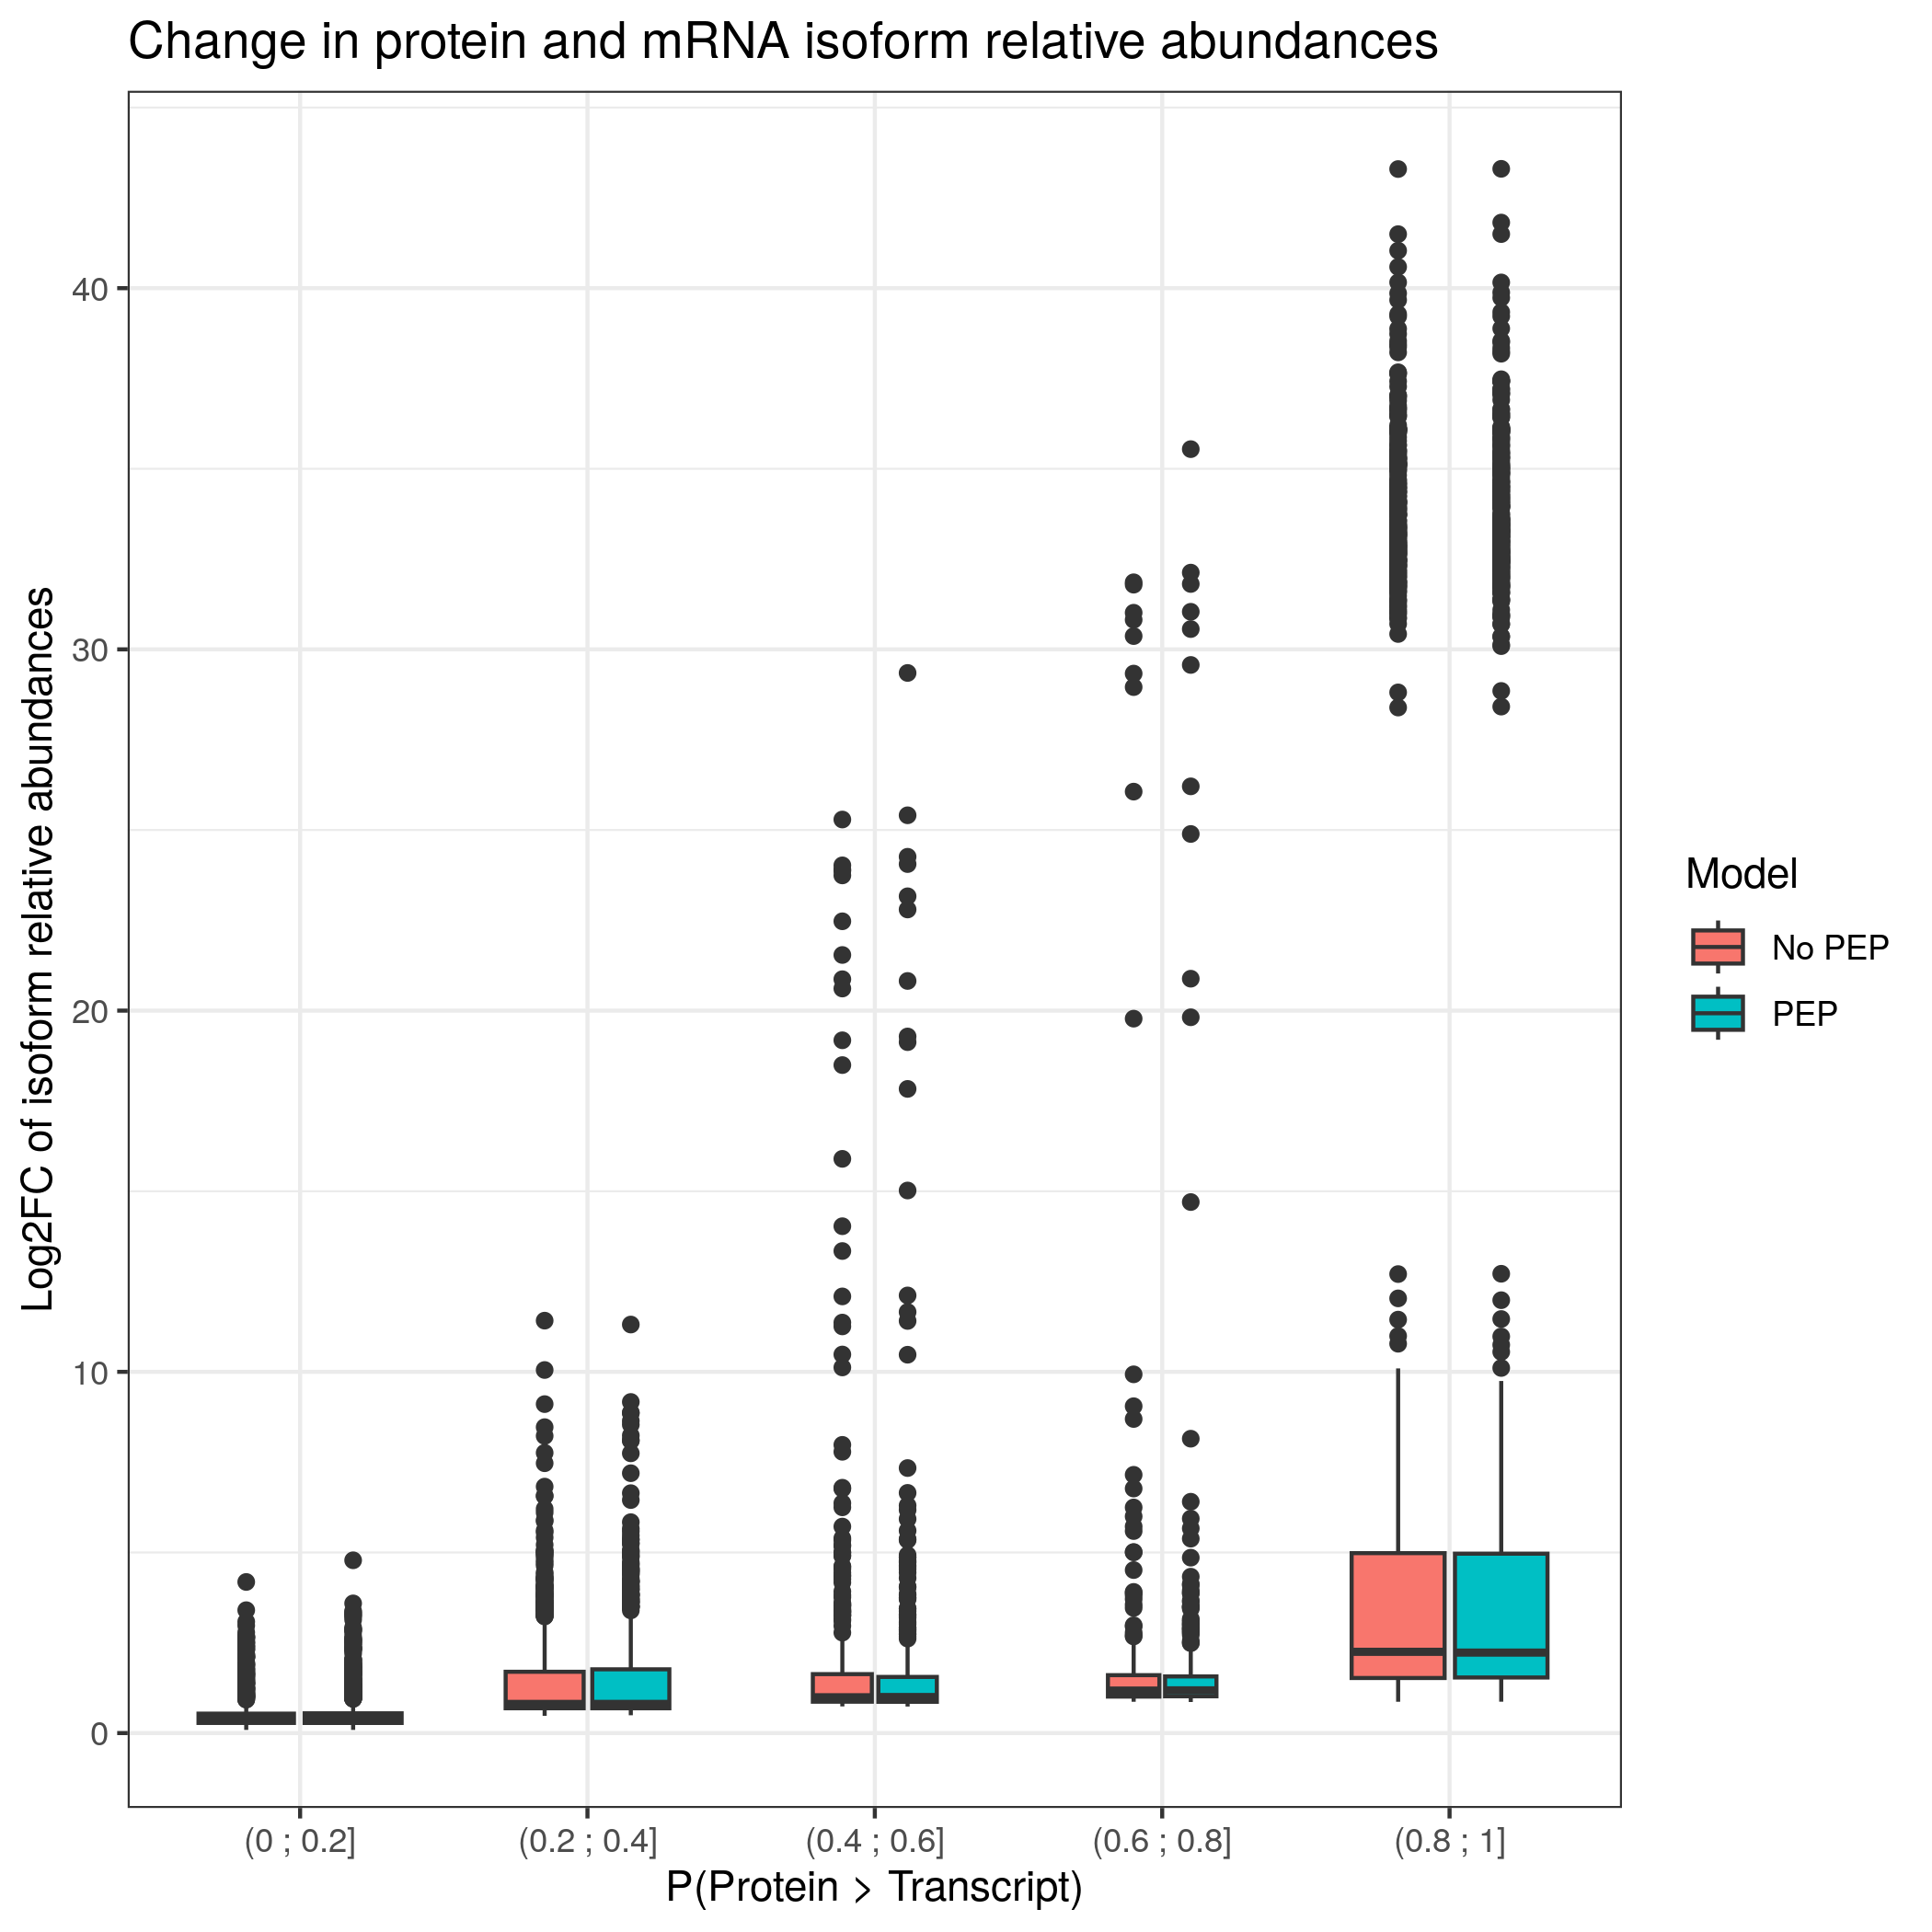 Change in protein and mRNA isoform relative abundances
Log2FC of isoform relative abundances
40
30
20
10
0
(0 ; 0.2]
(0.2 ; 0.4]
(0.4 ; 0.6]
(0.6 ; 0.8]
(0.8 ; 1]
P(Protein > Transcript)
Model
No PEP
PEP